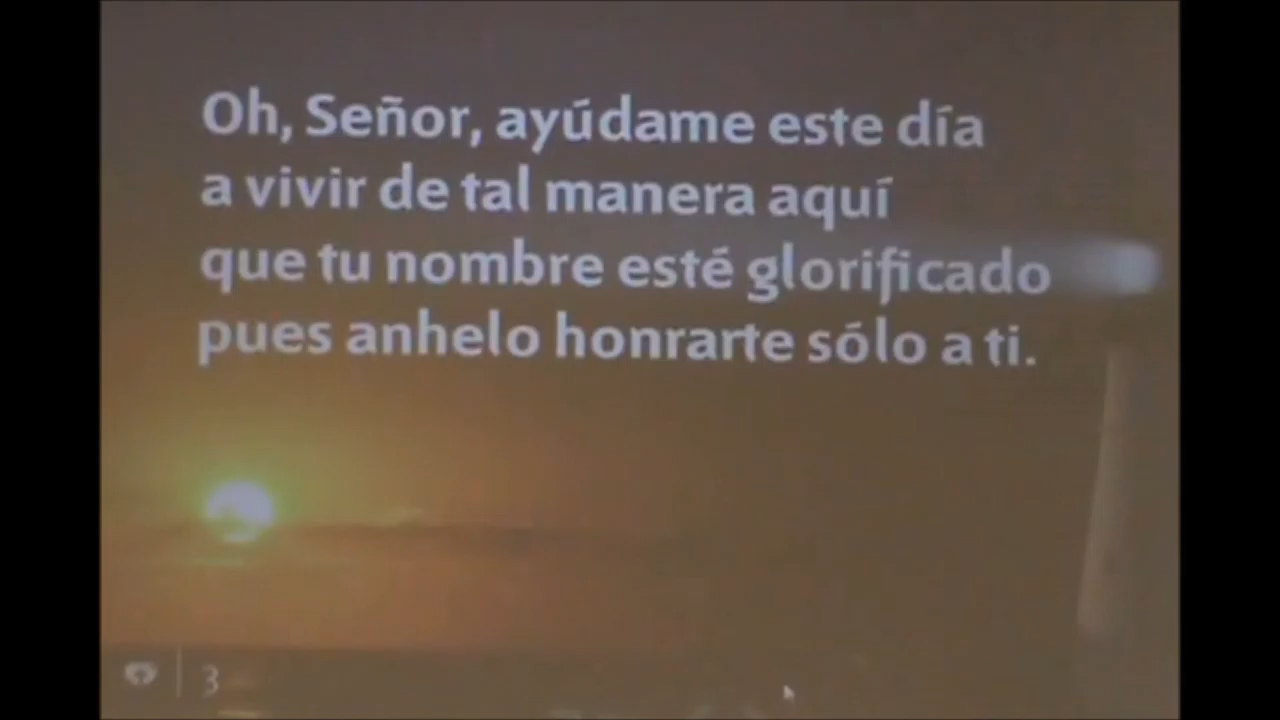 Oh, Señor, ayúdame este día
a vivir de tal manera aquí
que tu nombre esté glorificado
pues anhelo honrarte sólo a ti.
3